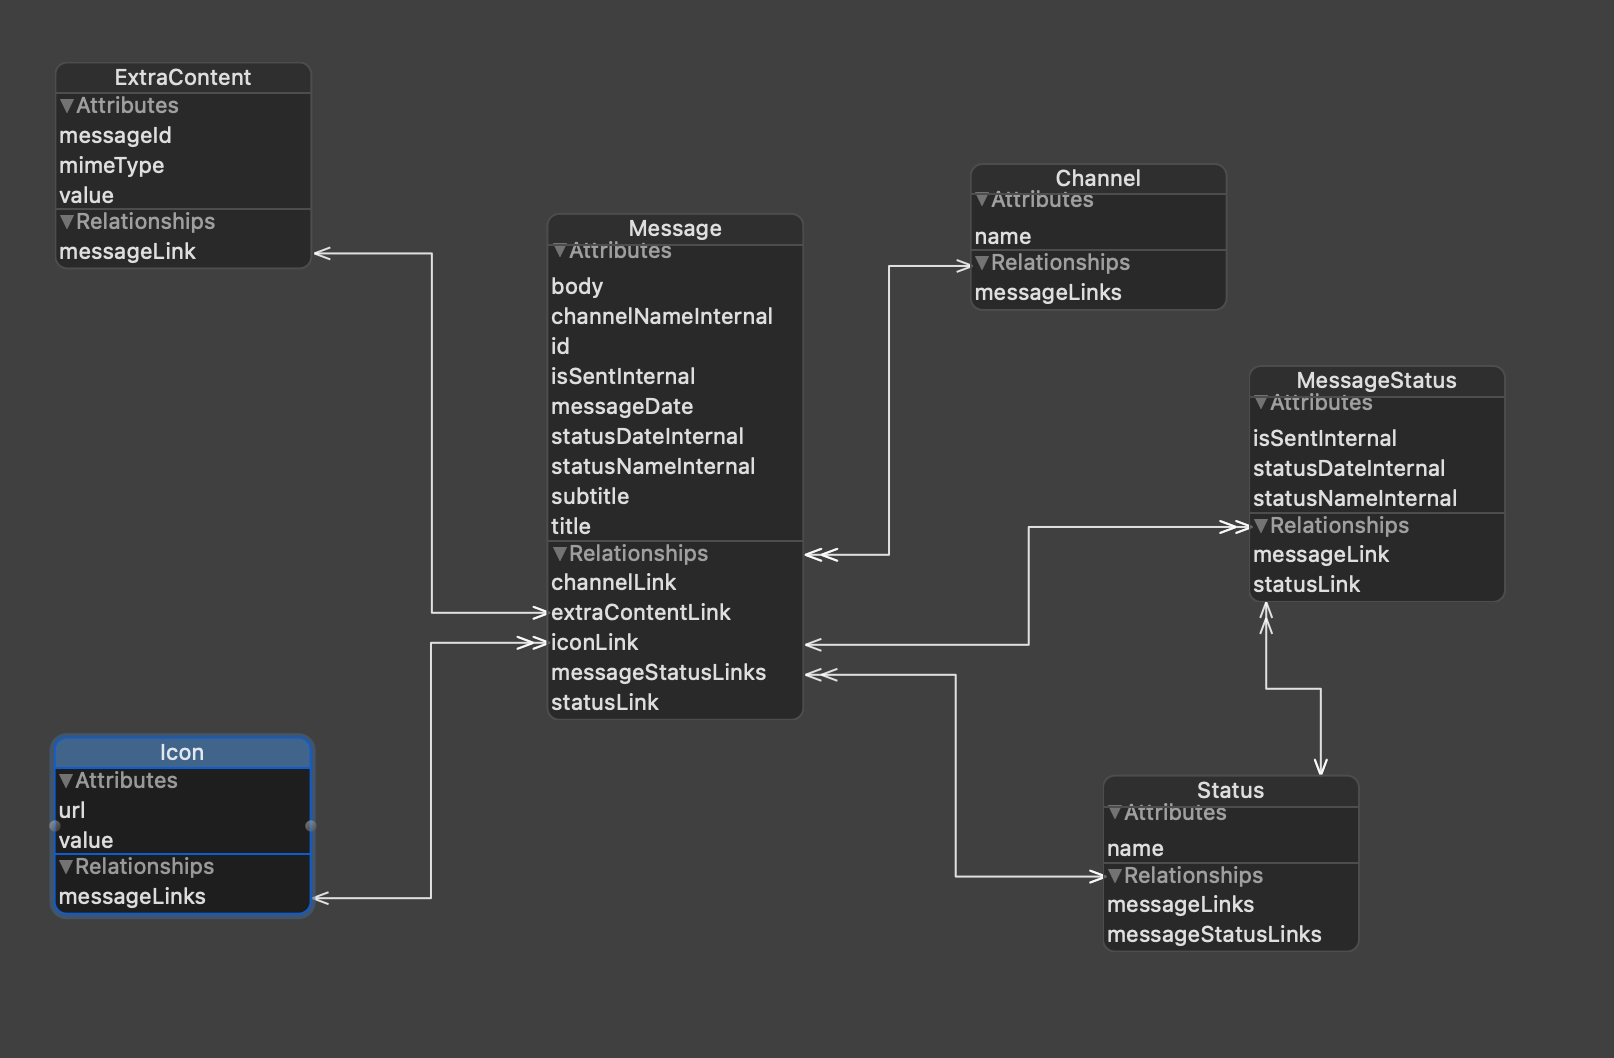 ExtraContent
▼Attributes
messageId
mimeType
value
▼Relationships
messageLink
Message
▼Attributes
body
channelNameInternal
id
isSentInternal
messageDate
statusDateInternal
statusNameInternal
subtitle
title
▼Relationships
channelLink
extraContentLink
iconLink
messageStatusLinks
statusLink
Channel
▼Attributes
name
▼Relationships
messageLinks
MessageStatus
▼Attributes
isSentInternal
statusDateInternal
statusNameInternal
▼Relationships
messageLink
statusLink
Icon
▼Attributes
url
value
▼Relationships
messageLinks
Status
▼Attributes
name
▼Relationships
messageLinks
messageStatusLinks